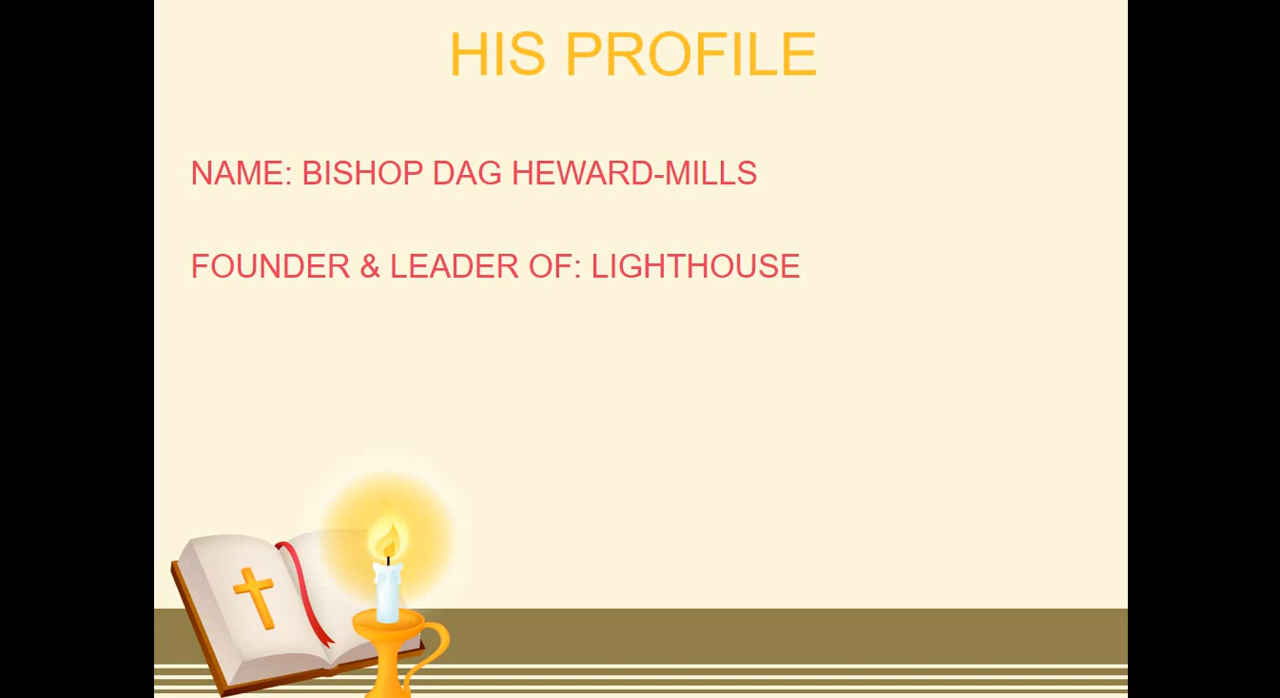 HIS PROFILE
NAME: BISHOP DAG HEWARD-MILLS
FOUNDER & LEADER OF: LIGHTHOUSE